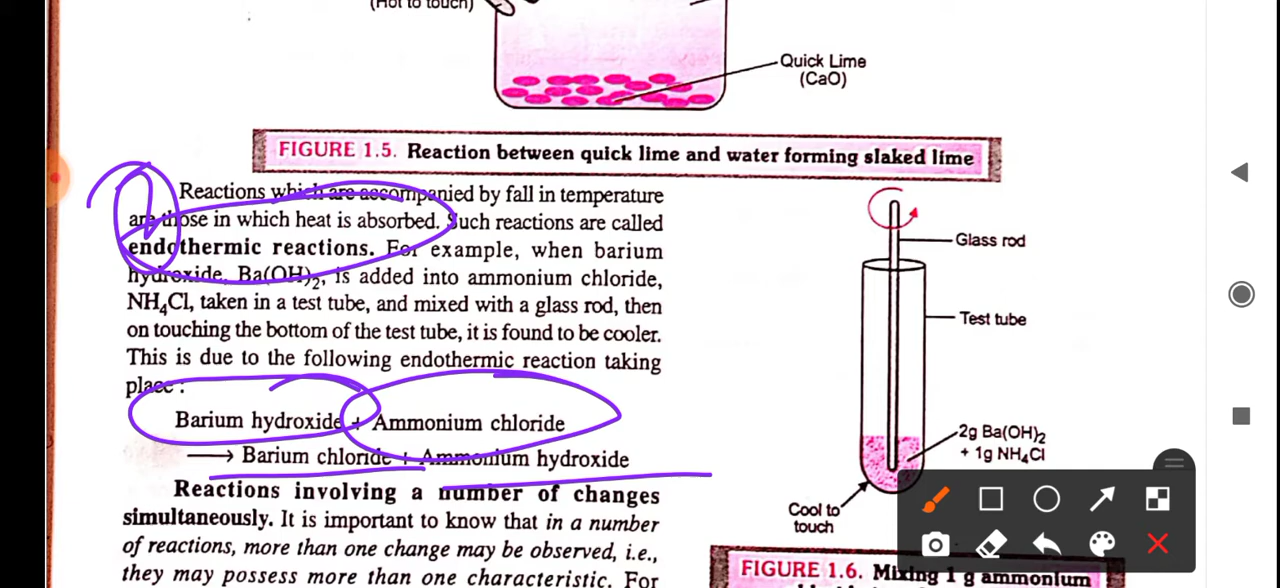 (Hot to touch)
Quick Lime
(CaO)
FIGURE 1.5. Reaction between quick lime and water forming slaked lime
Reactions which are accompanied by fall in temperature
are those in which heat is absorbed. Such reactions are called
endothermic reactions. For example, when barium
hydroxide, Ba(OH)₂, is added into ammonium chloride,
NH₄Cl, taken in a test tube, and mixed with a glass rod, then
on touching the bottom of the test tube, it is found to be cooler.
This is due to the following endothermic reaction taking
place :
Barium hydroxide + Ammonium chloride
⟶ Barium chloride + Ammonium hydroxide
Reactions involving a number of changes
simultaneously. It is important to know that in a number
of reactions, more than one change may be observed, i.e.,
they may possess more than one characteristic. For
Glass rod
Test tube
2g Ba(OH)₂
+ 1g NH₄Cl
Cool to
touch
FIGURE 1.6. Mixing 1 g ammonium